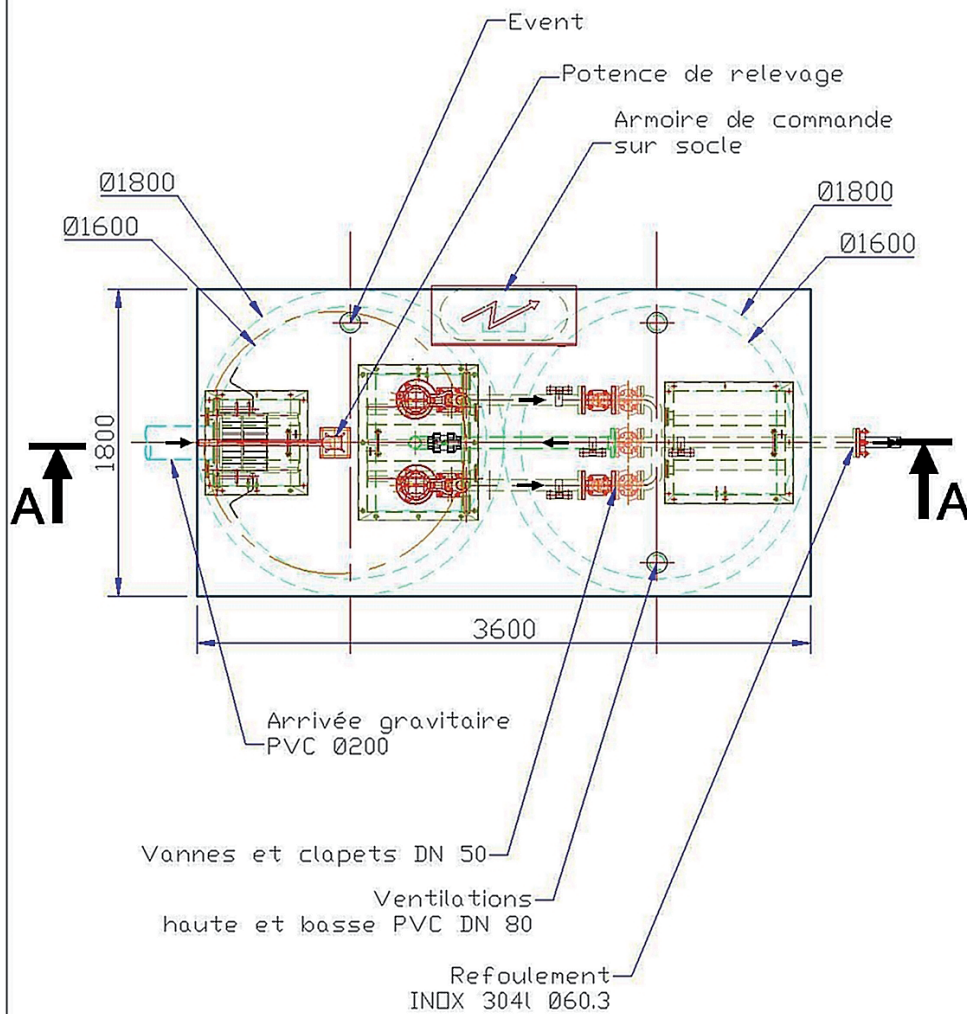 Event
Potence de relevage
Armoire de commande
sur socle
Ø1800
Ø1600
Ø1800
Ø1600
1800
A
A
3600
Arrivée gravitaire
PVC Ø200
Vannes et clapets DN 50
Ventilations
haute et basse PVC DN 80
Refoulement
INOX 304l Ø60.3